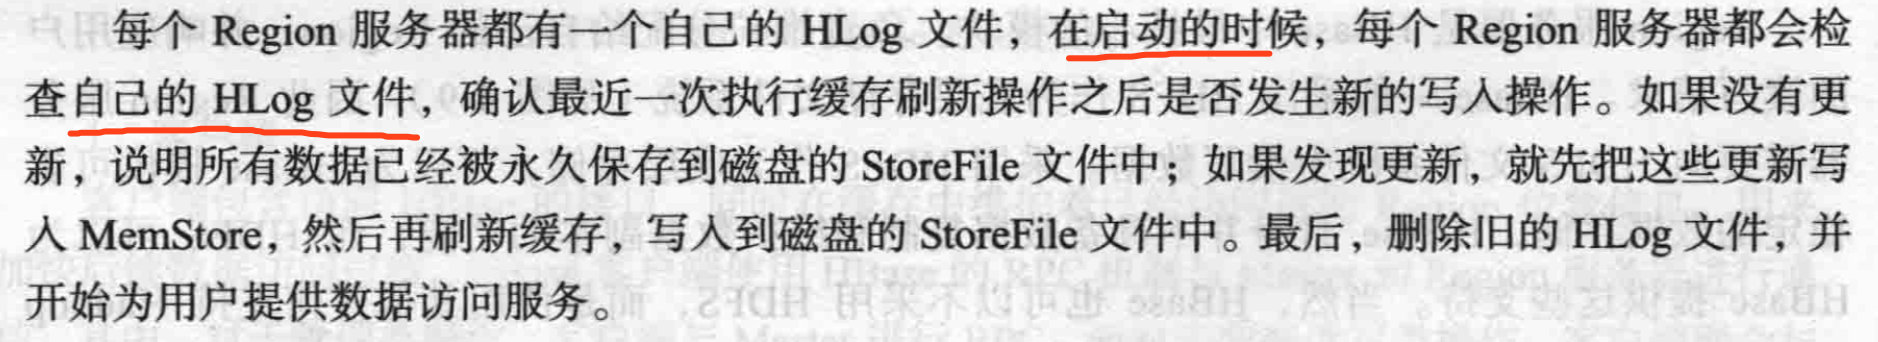 每个 Region 服务器都有一个自己的 HLog 文件，在启动的时候，每个 Region 服务器都会检
查自己的 HLog 文件，确认最近一次执行缓存刷新操作之后是否发生新的写入操作。如果没有更
新，说明所有数据已经被永久保存到磁盘的 StoreFile 文件中；如果发现更新，就先把这些更新写
入 MemStore，然后再刷新缓存，写入到磁盘的 StoreFile 文件中。最后，删除旧的 HLog 文件，并
开始为用户提供数据访问服务。